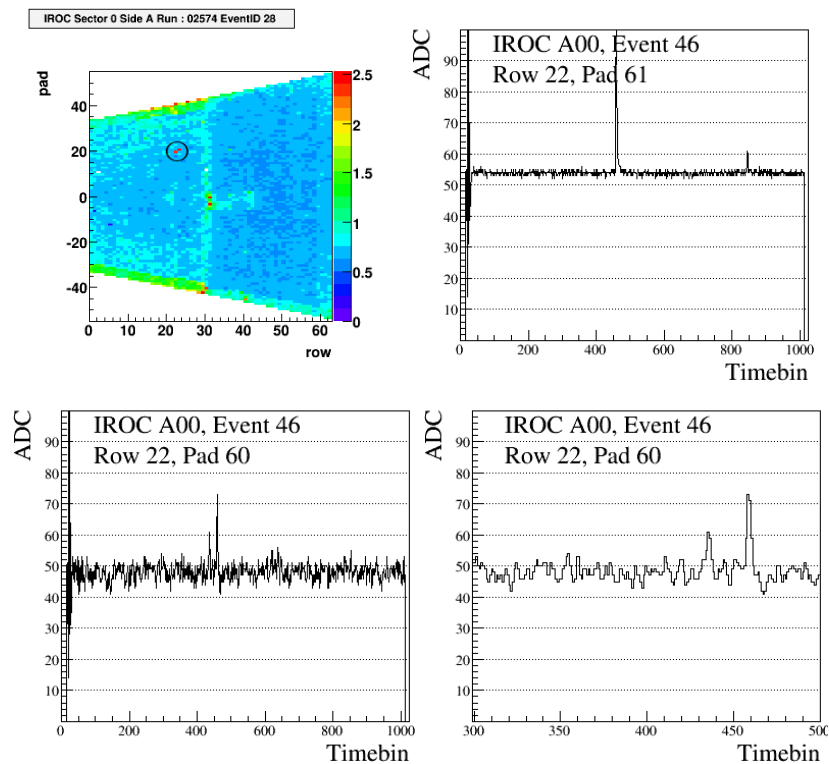 IROC Sector 0 Side A Run : 02574 EventID 28
pad
40
20
0
-20
-40
0 10 20 30 40 50 60
row
2.5
2
1.5
1
0.5
0
ADC
IROC A00, Event 46
Row 22, Pad 61
90
80
70
60
50
40
30
20
10
0 200 400 600 800 1000
Timebin
ADC
IROC A00, Event 46
Row 22, Pad 60
90
80
70
60
50
40
30
20
10
0 200 400 600 800 1000
Timebin
ADC
IROC A00, Event 46
Row 22, Pad 60
90
80
70
60
50
40
30
20
10
300 350 400 450 500
Timebin